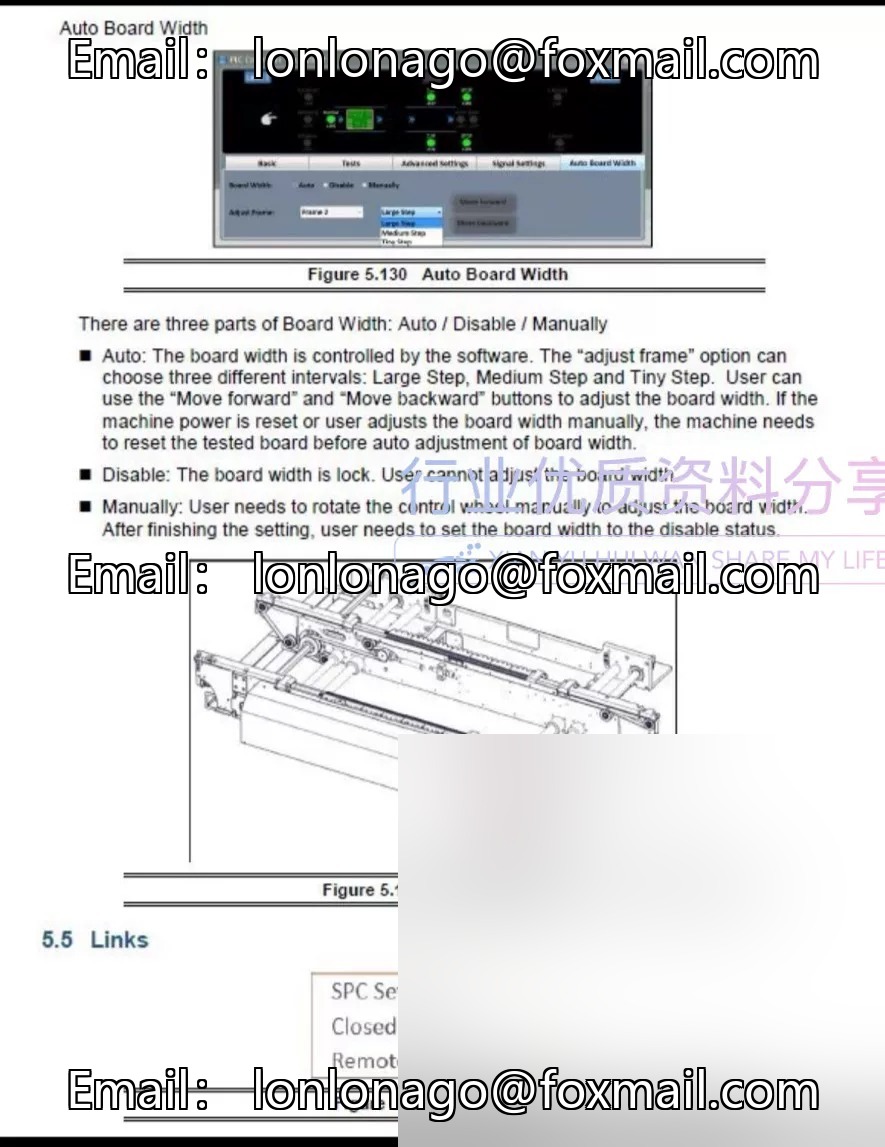 Auto Board Width
Email: lonlonago@foxmail.com
PLC
Basic Tests Advanced Settings Signal Settings Auto Board Width
Board Width: Auto Disable Manually
Adjust Frame: Frame 2 Large Step Move forward
Large Step Move backward
Medium Step
Tiny Step
Figure 5.130 Auto Board Width
There are three parts of Board Width: Auto / Disable / Manually
■ Auto: The board width is controlled by the software. The “adjust frame” option can
choose three different intervals: Large Step, Medium Step and Tiny Step. User can
use the “Move forward” and “Move backward” buttons to adjust the board width. If the
machine power is reset or user adjusts the board width manually, the machine needs
to reset the tested board before auto adjustment of board width.
行业优质资料分享
■ Disable: The board width is lock. User cannot adjust the board width.
■ Manually: User needs to rotate the control wheel manually to adjust the board width.
After finishing the setting, user needs to set the board width to the disable status.
SHARE MY LIFE
Email: lonlonago@foxmail.com
Figure 5.1
5.5 Links
SPC Se
Closed
Remot
Email: lonlonago@foxmail.com